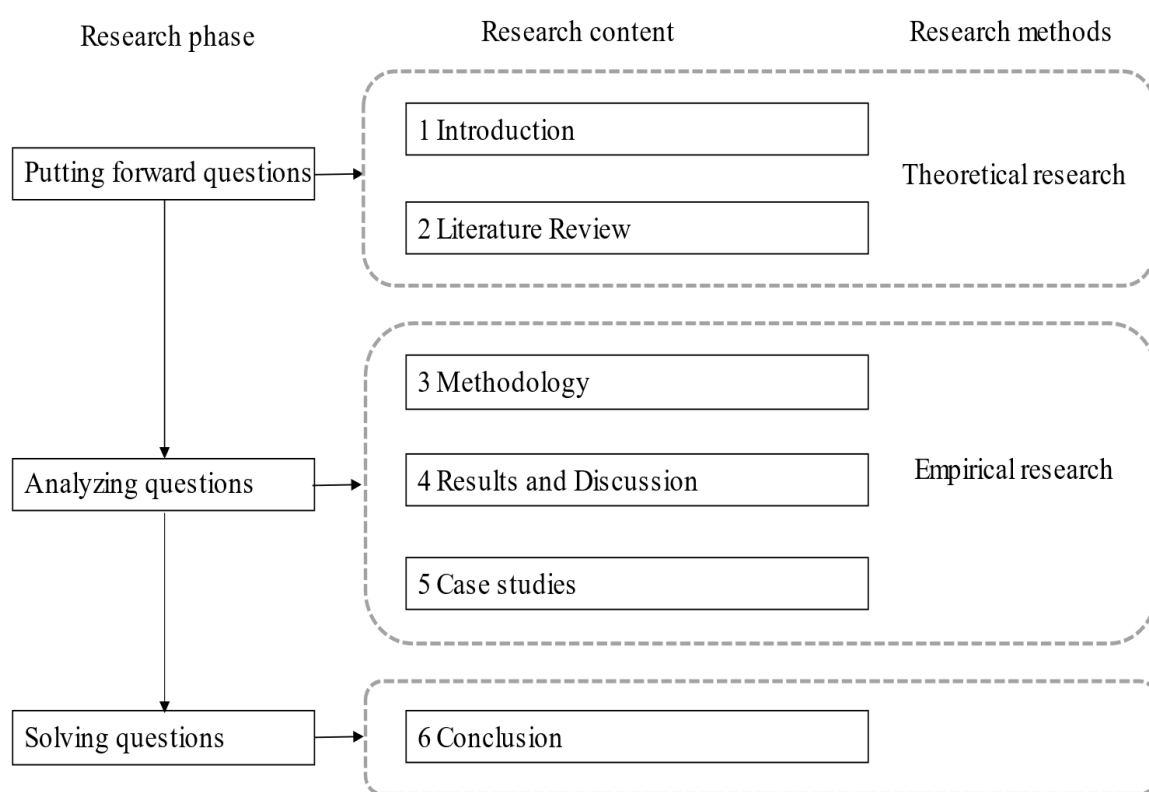 Research phase
Research content
Research methods
Putting forward questions
1 Introduction
2 Literature Review
Theoretical research
Analyzing questions
3 Methodology
4 Results and Discussion
5 Case studies
Empirical research
Solving questions
6 Conclusion